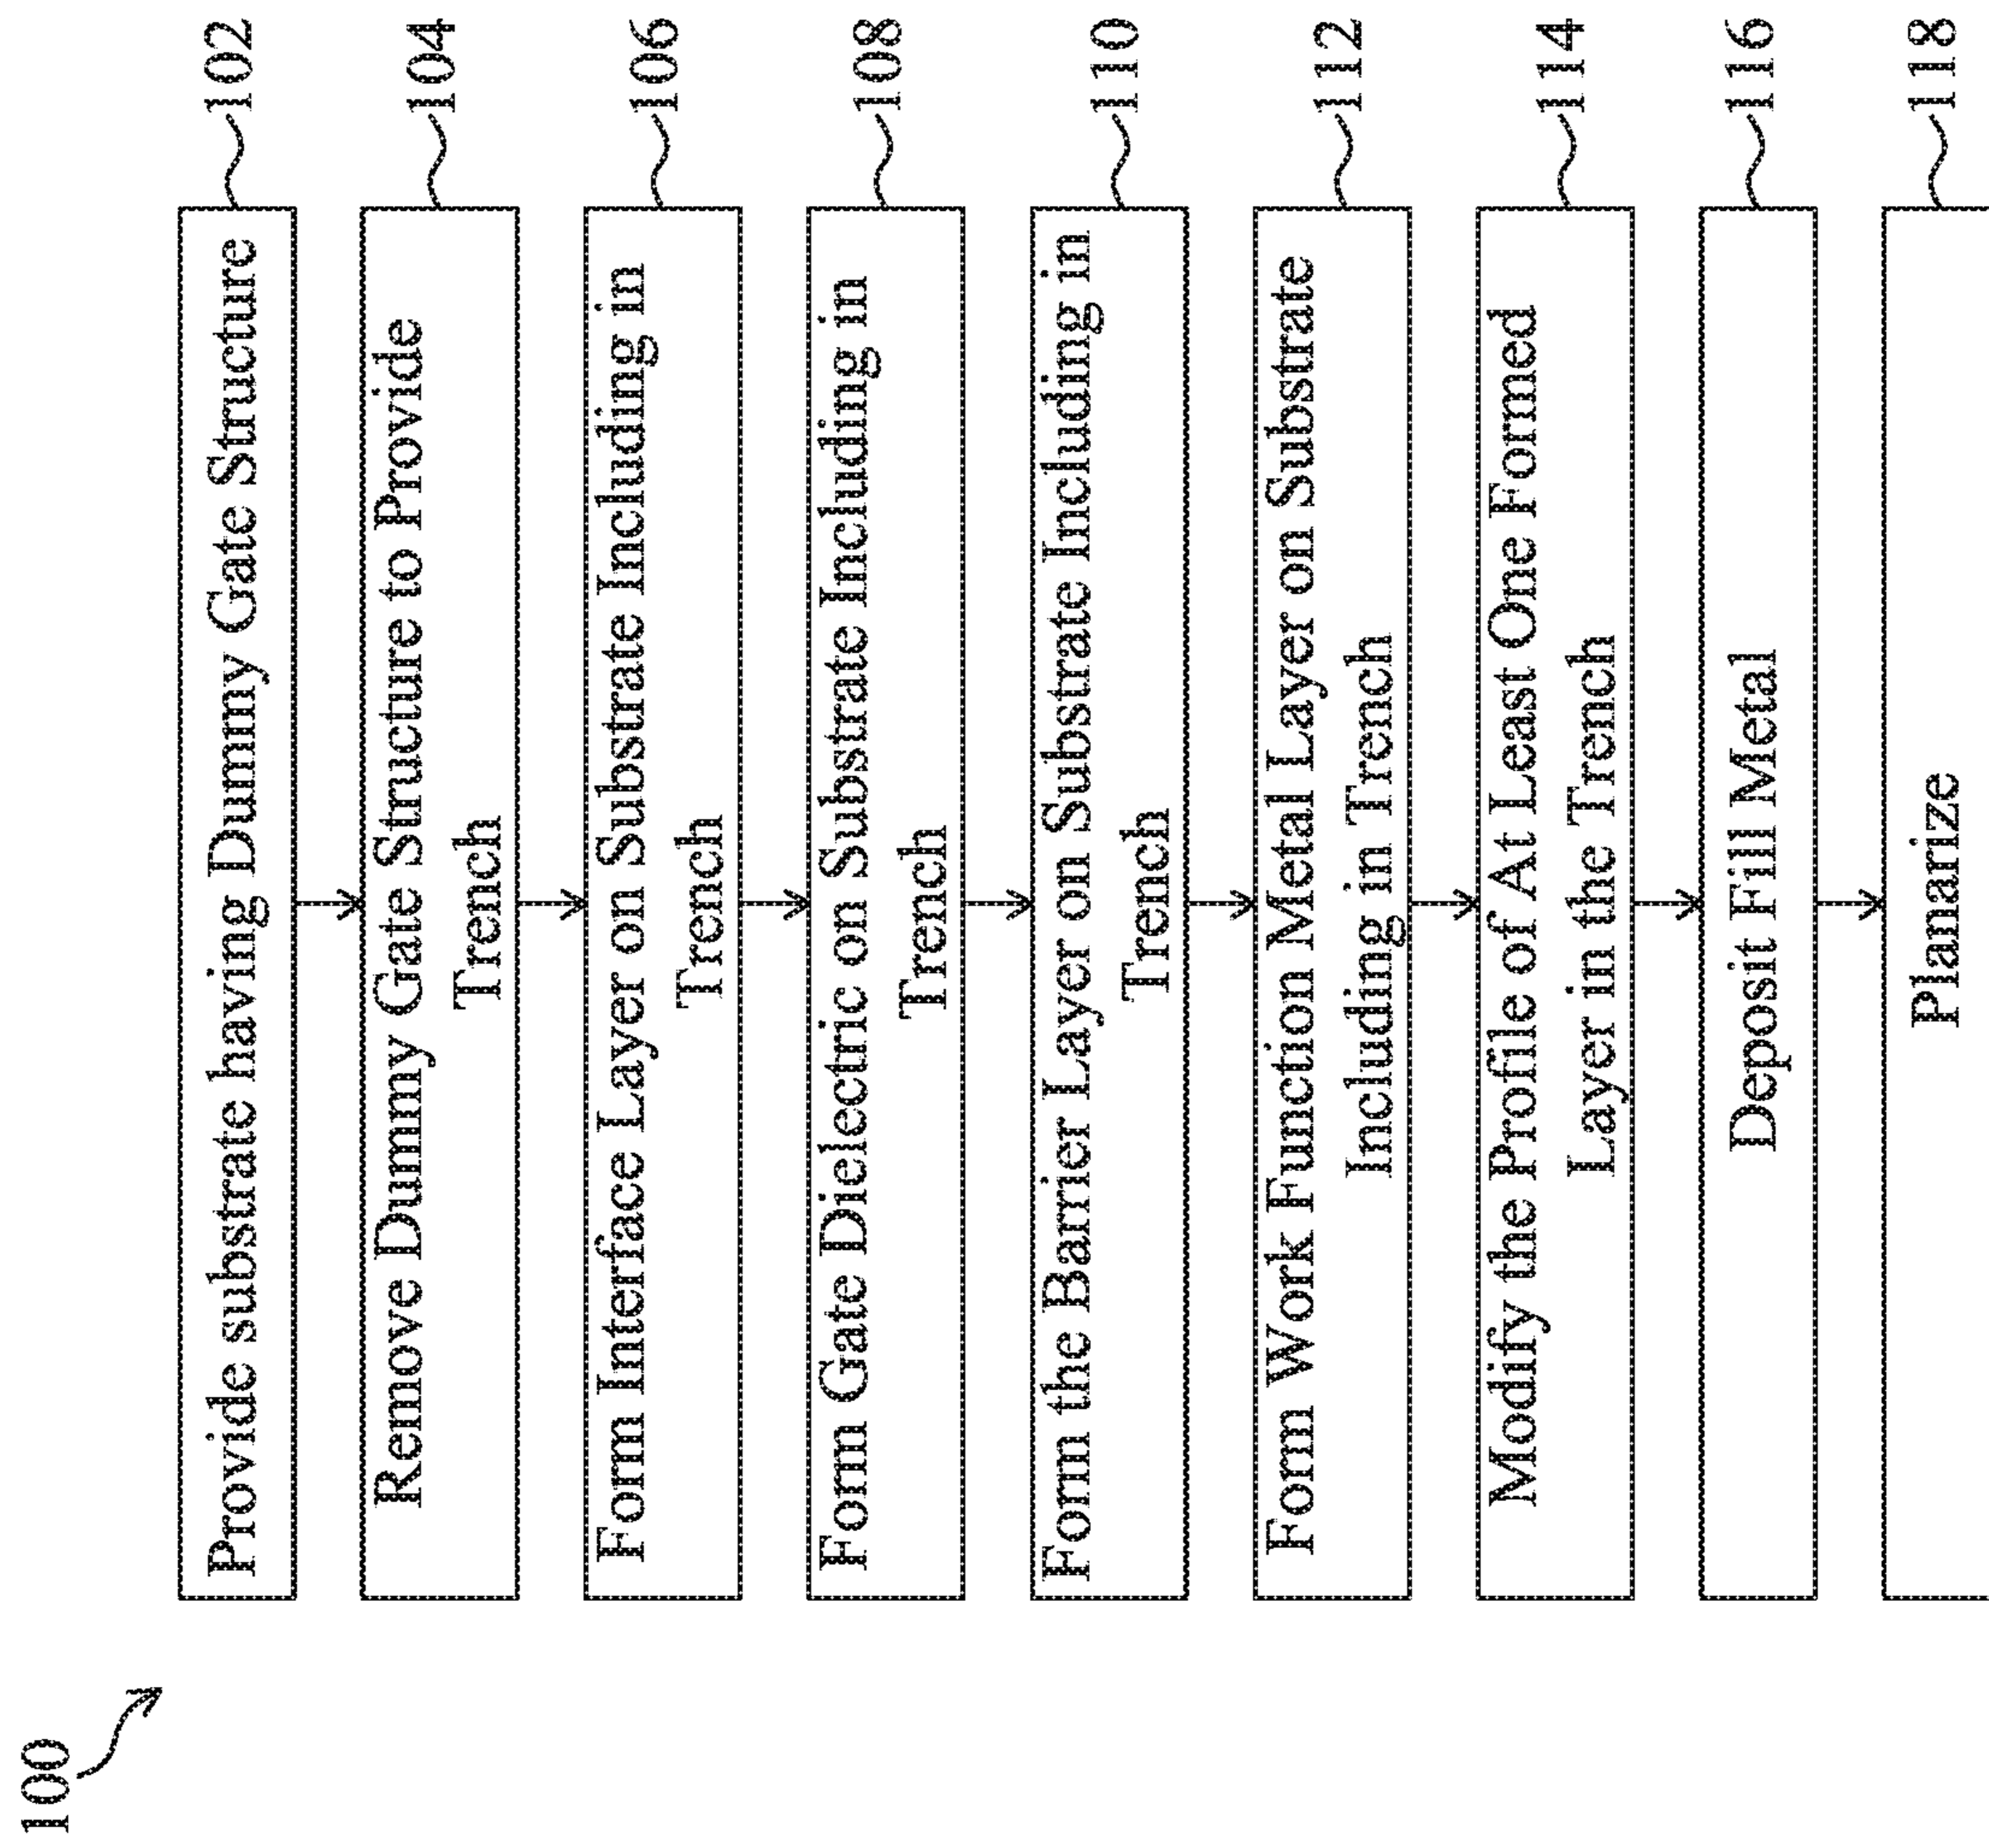 100
Provide substrate having Dummy Gate Structure
102
Remove Dummy Gate Structure to Provide
Trench
104
Form Interface Layer on Substrate Including in
Trench
106
Form Gate Dielectric on Substrate Including in
Trench
108
Form the Barrier Layer on Substrate Including in
Trench
110
Form Work Function Metal Layer on Substrate
Including in Trench
112
Modify the Profile of At Least One Formed
Layer in the Trench
114
Deposit Fill Metal
116
Planarize
118